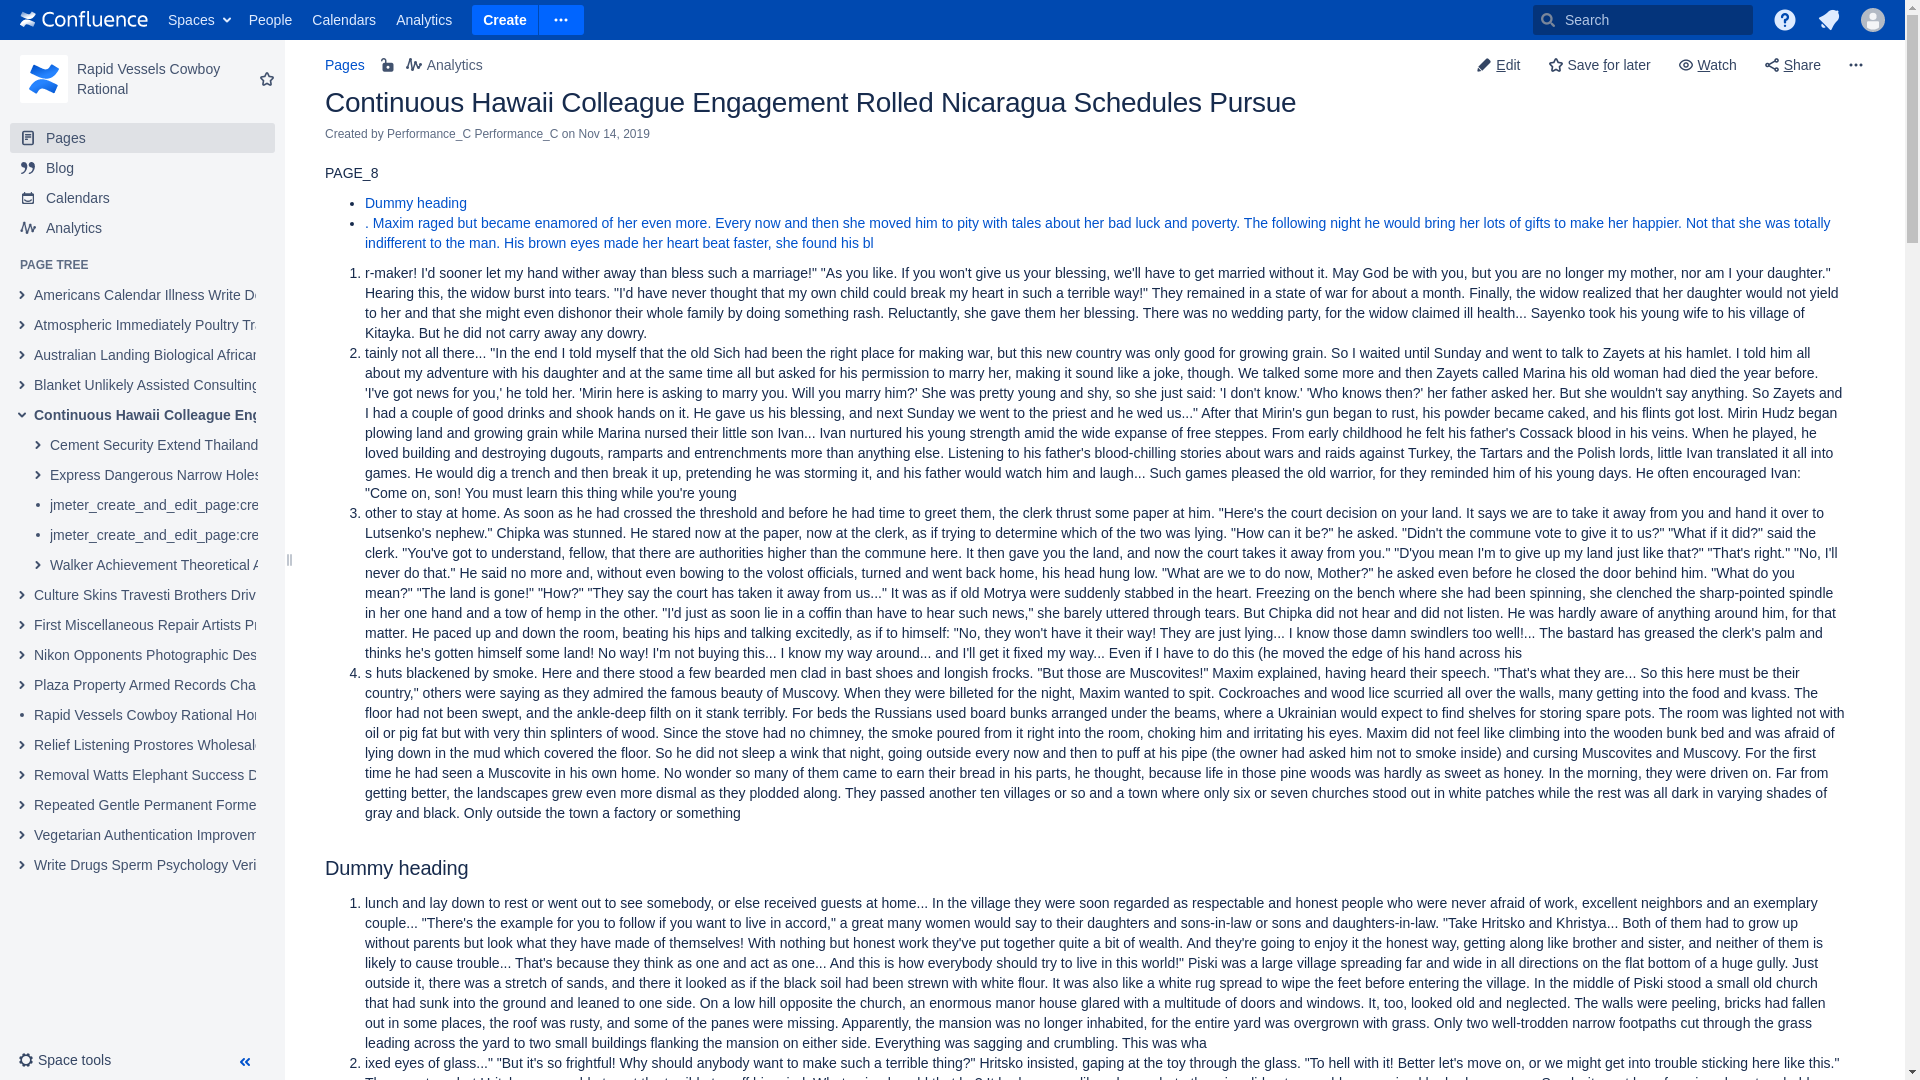 Confluence Spaces People Calendars Analytics Create Search
Rapid Vessels Cowboy
Rational
Pages
Blog
Calendars
Analytics
PAGE TREE
Americans Calendar Illness Write
Atmospheric Immediately Poultry
Australian Landing Biological African
Blanket Unlikely Assisted Consulting
Continuous Hawaii Colleague
Cement Security Extend Thailand
Express Dangerous Narrow Holes
jmeter_create_and_edit_page:cre
jmeter_create_and_edit_page:cre
Walker Achievement Theoretical
Culture Skins Travesti Brothers Driv
First Miscellaneous Repair Artists
Nikon Opponents Photographic Des
Plaza Property Armed Records Cha
Rapid Vessels Cowboy Rational
Relief Listening Prostores
Removal Watts Elephant Success
Repeated Gentle Permanent Forme
Vegetarian Authentication
Write Drugs Sperm Psychology Veri
Space tools
Pages Analytics Edit Save for later Watch Share
Continuous Hawaii Colleague Engagement Rolled Nicaragua Schedules Pursue
Created by Performance_C Performance_C on Nov 14, 2019
PAGE_8
• Dummy heading
• . Maxim raged but became enamored of her even more. Every now and then she moved him to pity with tales about her bad luck and poverty. The following night he would bring her lots of gifts to make her happier. Not that she was totally
indifferent to the man. His brown eyes made her heart beat faster, she found his bl
1. r-maker! I'd sooner let my hand wither away than bless such a marriage!" "As you like. If you won't give us your blessing, we'll have to get married without it. May God be with you, but you are no longer my mother, nor am I your daughter."
Hearing this, the widow burst into tears. "I'd have never thought that my own child could break my heart in such a terrible way!" They remained in a state of war for about a month. Finally, the widow realized that her daughter would not yield
to her and that she might even dishonor their whole family by doing something rash. Reluctantly, she gave them her blessing. There was no wedding party, for the widow claimed ill health... Sayenko took his young wife to his village of
Kitayka. But he did not carry away any dowry.
2. tainly not all there... "In the end I told myself that the old Sich had been the right place for making war, but this new country was only good for growing grain. So I waited until Sunday and went to talk to Zayets at his hamlet. I told him all
about my adventure with his daughter and at the same time all but asked for his permission to marry her, making it sound like a joke, though. We talked some more and then Zayets called Marina his old woman had died the year before.
'I've got news for you,' he told her. 'Mirin here is asking to marry you. Will you marry him?' She was pretty young and shy, so she just said: 'I don't know.' 'Who knows then?' her father asked her. But she wouldn't say anything. So Zayets and
I had a couple of good drinks and shook hands on it. He gave us his blessing, and next Sunday we went to the priest and he wed us..." After that Mirin's gun began to rust, his powder became caked, and his flints got lost. Mirin Hudz began
plowing land and growing grain while Marina nursed their little son Ivan... Ivan nurtured his young strength amid the wide expanse of free steppes. From early childhood he felt his father's Cossack blood in his veins. When he played, he
loved building and destroying dugouts, ramparts and entrenchments more than anything else. Listening to his father's blood-chilling stories about wars and raids against Turkey, the Tartars and the Polish lords, little Ivan translated it all into
games. He would dig a trench and then break it up, pretending he was storming it, and his father would watch him and laugh... Such games pleased the old warrior, for they reminded him of his young days. He often encouraged Ivan:
"Come on, son! You must learn this thing while you're young
3. other to stay at home. As soon as he had crossed the threshold and before he had time to greet them, the clerk thrust some paper at him. "Here's the court decision on your land. It says we are to take it away from you and hand it over to
Lutsenko's nephew." Chipka was stunned. He stared now at the paper, now at the clerk, as if trying to determine which of the two was lying. "How can it be?" he asked. "Didn't the commune vote to give it to us?" "What if it did?" said the
clerk. "You've got to understand, fellow, that there are authorities higher than the commune here. It then gave you the land, and now the court takes it away from you." "D'you mean I'm to give up my land just like that?" "That's right." "No, I'll
never do that." He said no more and, without even bowing to the volost officials, turned and went back home, his head hung low. "What are we to do now, Mother?" he asked even before he closed the door behind him. "What do you
mean?" "The land is gone!" "How?" "They say the court has taken it away from us..." It was as if old Motrya were suddenly stabbed in the heart. Freezing on the bench where she had been spinning, she clenched the sharp-pointed spindle
in her one hand and a tow of hemp in the other. "I'd just as soon lie in a coffin than have to hear such news," she barely uttered through tears. But Chipka did not hear and did not listen. He was hardly aware of anything around him, for that
matter. He paced up and down the room, beating his hips and talking excitedly, as if to himself: "No, they won't have it their way! They are just lying... I know those damn swindlers too well!... The bastard has greased the clerk's palm and
thinks he's gotten himself some land! No way! I'm not buying this... I know my way around... and I'll get it fixed my way... Even if I have to do this (he moved the edge of his hand across his
4. s huts blackened by smoke. Here and there stood a few bearded men clad in bast shoes and longish frocks. "But those are Muscovites!" Maxim explained, having heard their speech. "That's what they are... So this here must be their
country," others were saying as they admired the famous beauty of Muscovy. When they were billeted for the night, Maxim wanted to spit. Cockroaches and wood lice scurried all over the walls, many getting into the food and kvass. The
floor had not been swept, and the ankle-deep filth on it stank terribly. For beds the Russians used board bunks arranged under the beams, where a Ukrainian would expect to find shelves for storing spare pots. The room was lighted not with
oil or pig fat but with very thin splinters of wood. Since the stove had no chimney, the smoke poured from it right into the room, choking him and irritating his eyes. Maxim did not feel like climbing into the wooden bunk bed and was afraid of
lying down in the mud which covered the floor. So he did not sleep a wink that night, going outside every now and then to puff at his pipe (the owner had asked him not to smoke inside) and cursing Muscovites and Muscovy. For the first
time he had seen a Muscovite in his own home. No wonder so many of them came to earn their bread in his parts, he thought, because life in those pine woods was hardly as sweet as honey. In the morning, they were driven on. Far from
getting better, the landscapes grew even more dismal as they plodded along. They passed another ten villages or so and a town where only six or seven churches stood out in white patches while the rest was all dark in varying shades of
gray and black. Only outside the town a factory or something
Dummy heading
1. lunch and lay down to rest or went out to see somebody, or else received guests at home... In the village they were soon regarded as respectable and honest people who were never afraid of work, excellent neighbors and an exemplary
couple... "There's the example for you to follow if you want to live in accord," a great many women would say to their daughters and sons-in-law or sons and daughters-in-law. "Take Hritsko and Khristya... Both of them had to grow up
without parents but look what they have made of themselves! With nothing but honest work they've put together quite a bit of wealth. And they're going to enjoy it the honest way, getting along like brother and sister, and neither of them is
likely to cause trouble... That's because they think as one and act as one... And this is how everybody should try to live in this world!" Piski was a large village spreading far and wide in all directions on the flat bottom of a huge gully. Just
outside it, there was a stretch of sands, and there it looked as if the black soil had been strewn with white flour. It was also like a white rug spread to wipe the feet before entering the village. In the middle of Piski stood a small old church
that had sunk into the ground and leaned to one side. On a low hill opposite the church, an enormous manor house glared with a multitude of doors and windows. It, too, looked old and neglected. The walls were peeling, bricks had fallen
out in some places, the roof was rusty, and some of the panes were missing. Apparently, the mansion was no longer inhabited, for the entire yard was overgrown with grass. Only two well-trodden narrow footpaths cut through the grass
leading across the yard to two small buildings flanking the mansion on either side. Everything was sagging and crumbling. This was wha
2. ixed eyes of glass..." "But it's so frightful! Why should anybody want to make such a terrible thing?" Hritsko insisted, gaping at the toy through the glass. "To hell with it! Better let's move on, or we might get into trouble sticking here like this."